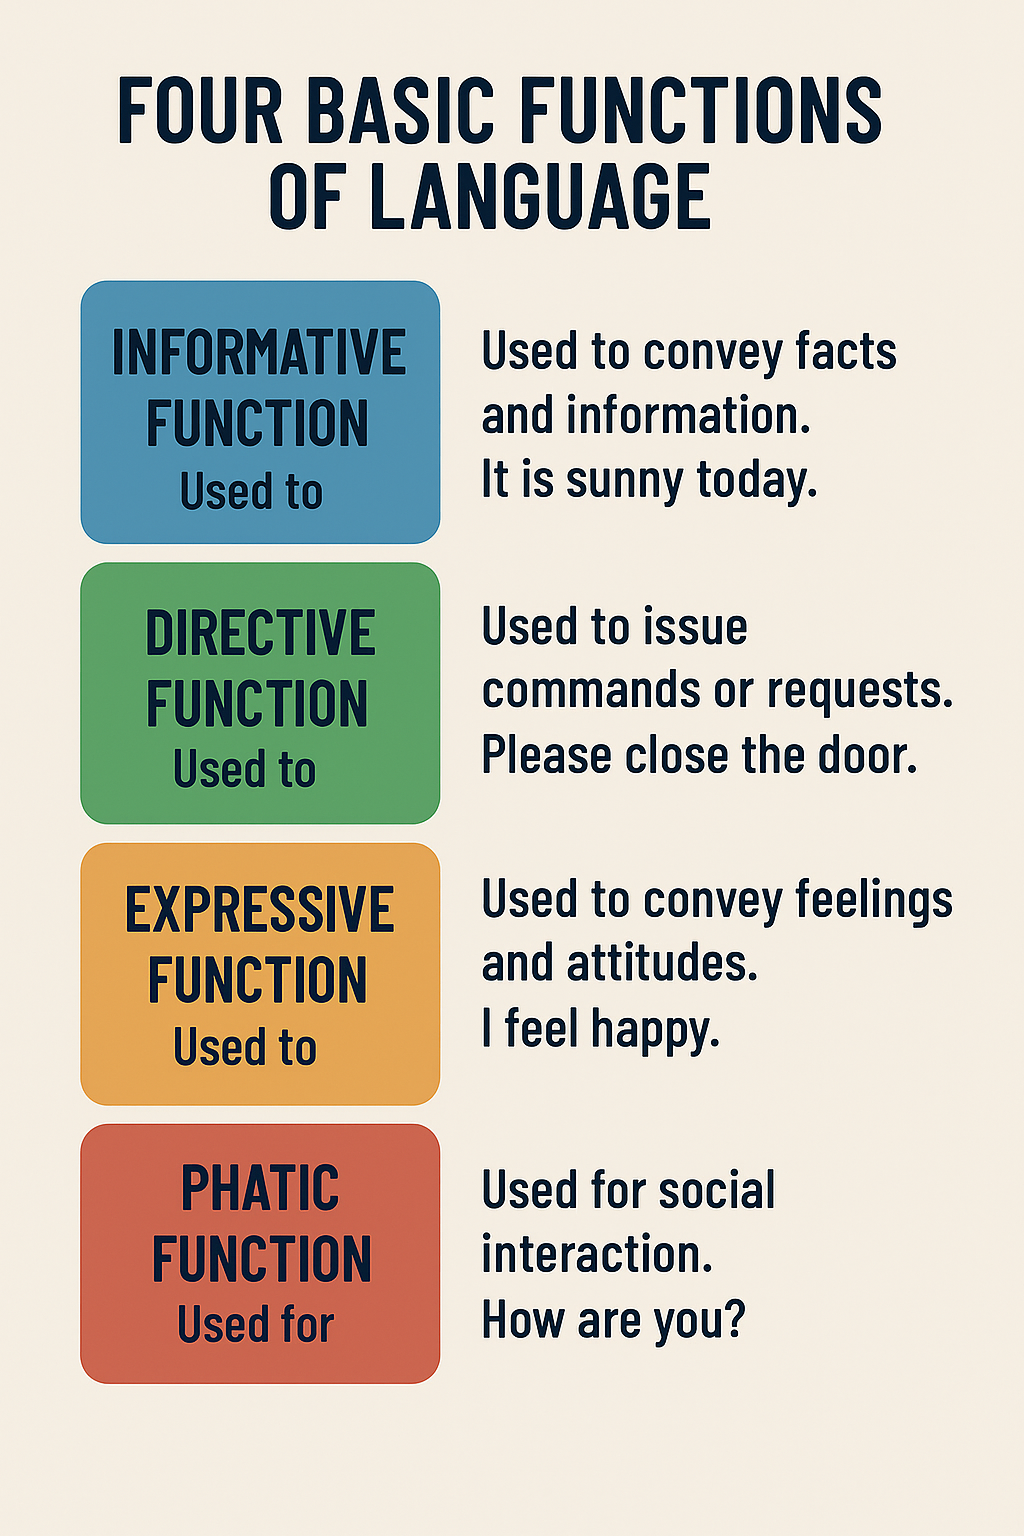 FOUR BASIC FUNCTIONS
OF LANGUAGE
INFORMATIVE
FUNCTION
Used to
Used to convey facts
and information.
It is sunny today.
DIRECTIVE
FUNCTION
Used to
Used to issue
commands or requests.
Please close the door.
EXPRESSIVE
FUNCTION
Used to
Used to convey feelings
and attitudes.
I feel happy.
PHATIC
FUNCTION
Used for
Used for social
interaction.
How are you?